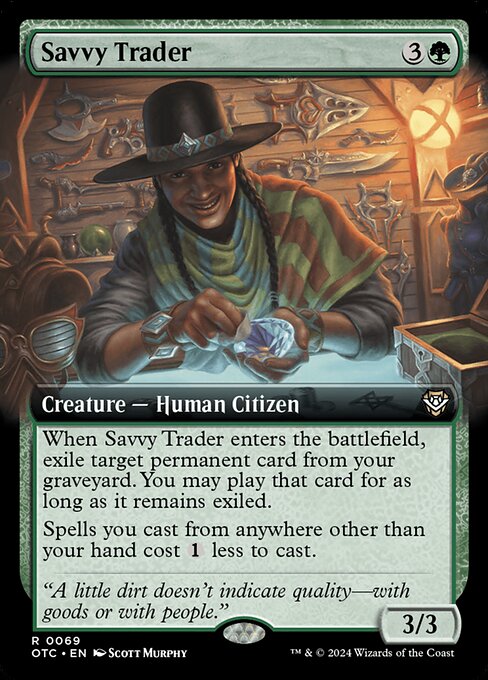 Savvy Trader 3
Creature — Human Citizen
When Savvy Trader enters the battlefield,
exile target permanent card from your
graveyard. You may play that card for as
long as it remains exiled.
Spells you cast from anywhere other than
your hand cost 1 less to cast.
“A little dirt doesn’t indicate quality—with
goods or with people.”
3/3
R 0069
OTC • EN Scott Murphy
™ & © 2024 Wizards of the Coast